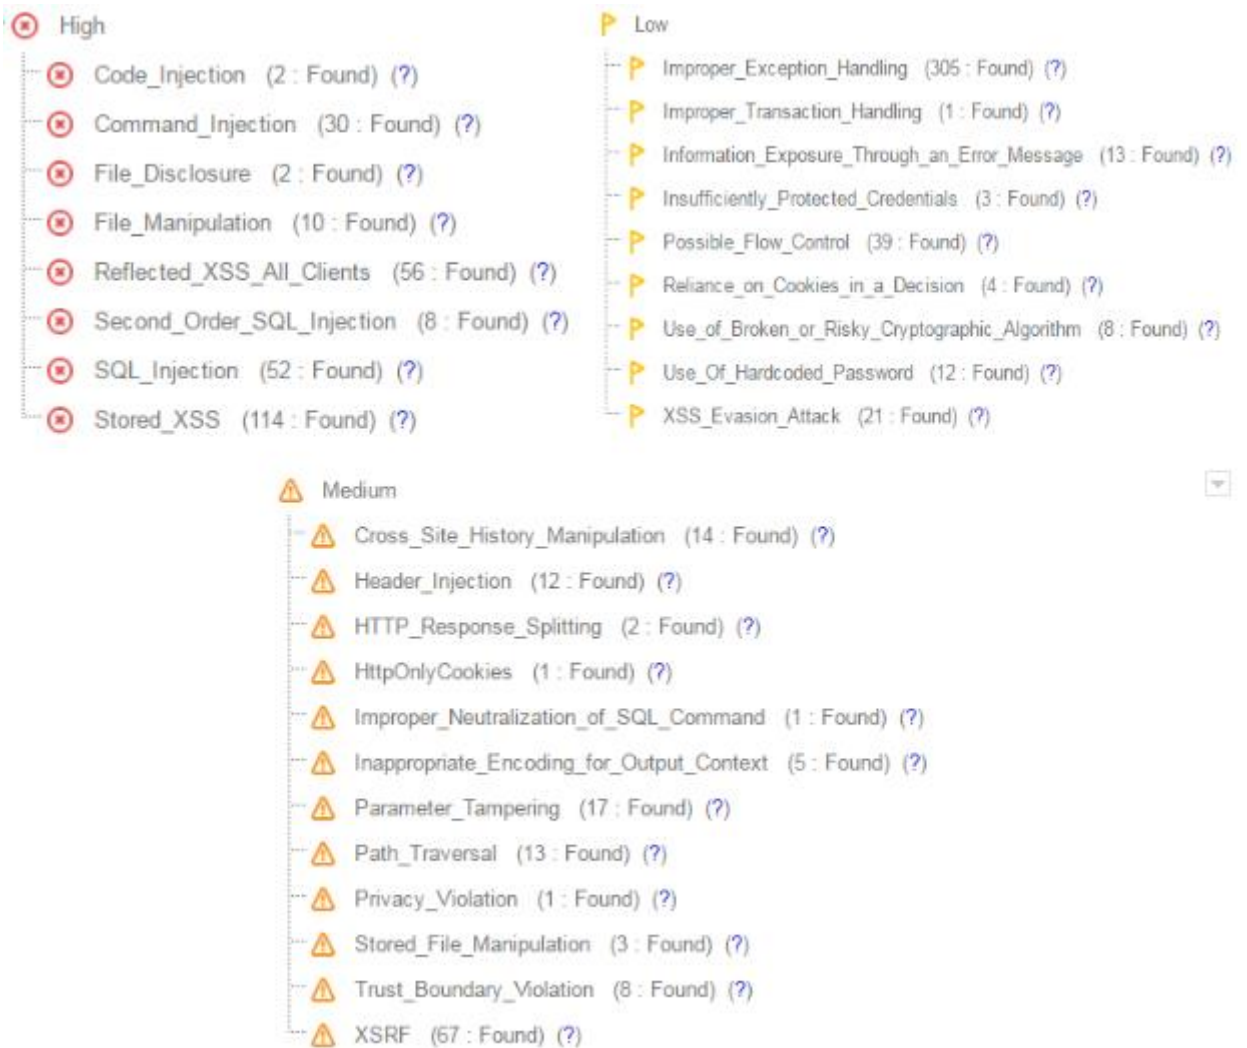 High
Code_Injection (2 : Found) (?)
Command_Injection (30 : Found) (?)
File_Disclosure (2 : Found) (?)
File_Manipulation (10 : Found) (?)
Reflected_XSS_All_Clients (56 : Found) (?)
Second_Order_SQL_Injection (8 : Found) (?)
SQL_Injection (52 : Found) (?)
Stored_XSS (114 : Found) (?)
Low
Improper_Exception_Handling (305 : Found) (?)
Improper_Transaction_Handling (1 : Found) (?)
Information_Exposure_Through_an_Error_Message (13 : Found) (?)
Insufficiently_Protected_Credentials (3 : Found) (?)
Possible_Flow_Control (39 : Found) (?)
Reliance_on_Cookies_in_a_Decision (4 : Found) (?)
Use_of_Broken_or_Risky_Cryptographic_Algorithm (8 : Found) (?)
Use_Of_Hardcoded_Password (12 : Found) (?)
XSS_Evasion_Attack (21 : Found) (?)
Medium
Cross_Site_History_Manipulation (14 : Found) (?)
Header_Injection (12 : Found) (?)
HTTP_Response_Splitting (2 : Found) (?)
HttpOnlyCookies (1 : Found) (?)
Improper_Neutralization_of_SQL_Command (1 : Found) (?)
Inappropriate_Encoding_for_Output_Context (5 : Found) (?)
Parameter_Tampering (17 : Found) (?)
Path_Traversal (13 : Found) (?)
Privacy_Violation (1 : Found) (?)
Stored_File_Manipulation (3 : Found) (?)
Trust_Boundary_Violation (8 : Found) (?)
XSRF (67 : Found) (?)